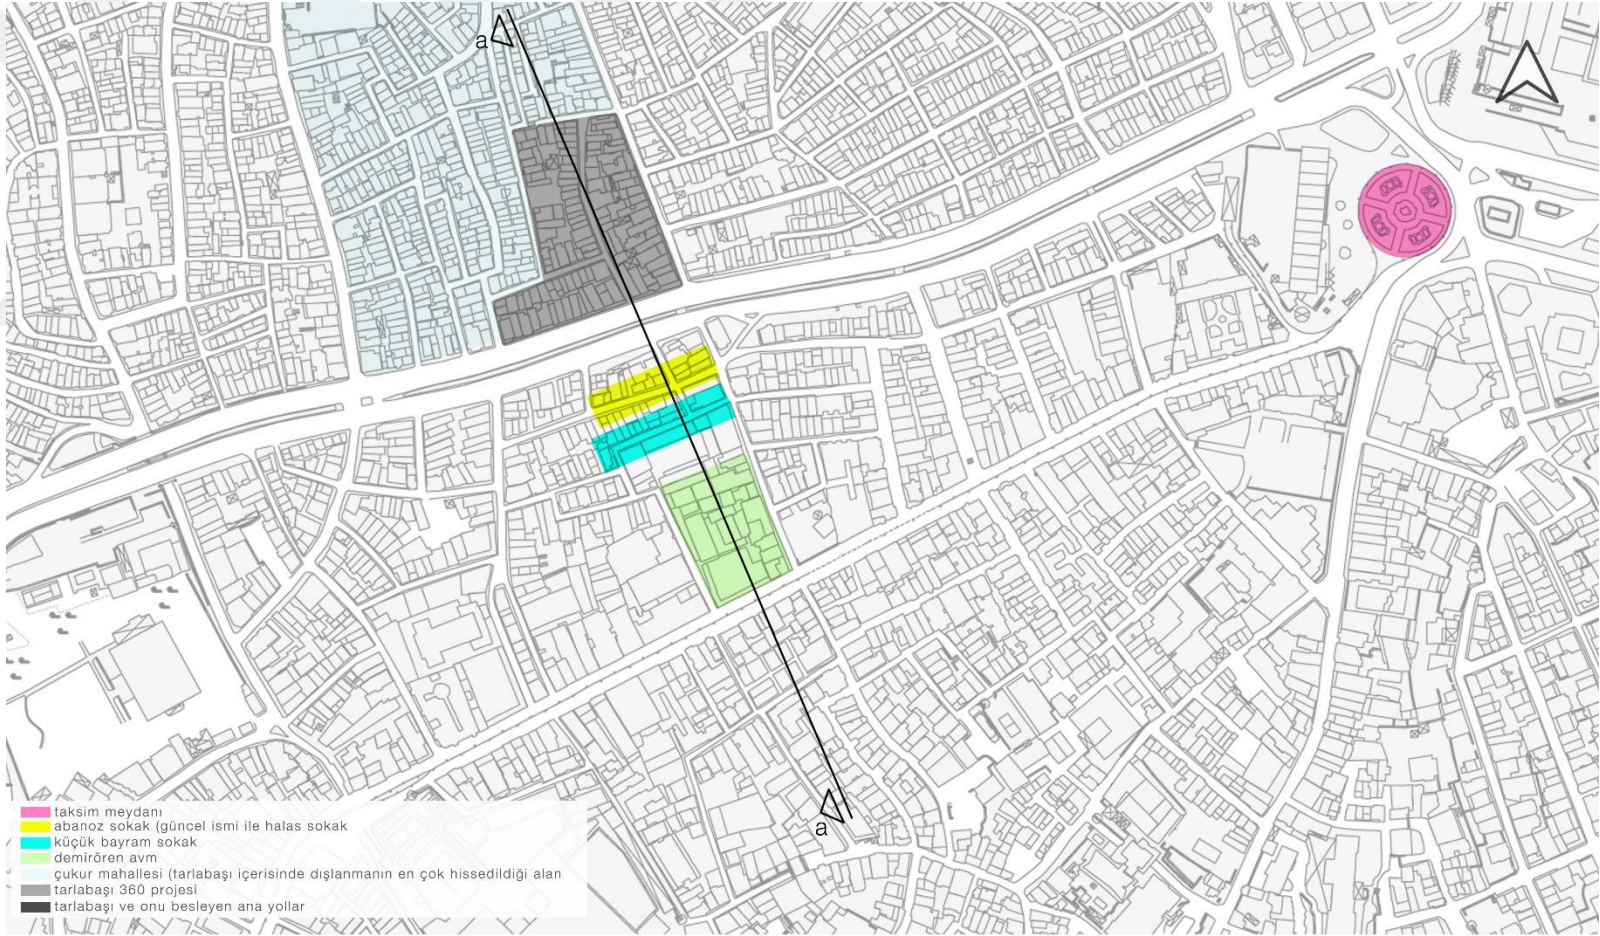 a
a
taksim meydanı
abanoz sokak (güncel ismi ile halas sokak
küçük bayram sokak
demirören avm
çukur mahallesi (tarlabaşı içerisinde dışlanmanın en çok hissedildiği alan
tarlabaşı 360 projesi
tarlabaşı ve onu besleyen ana yollar